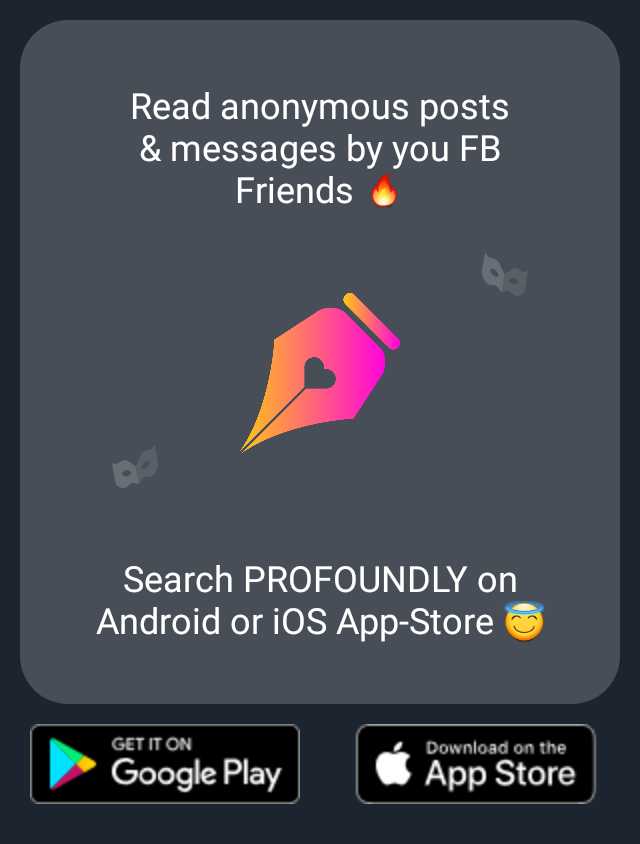 Read anonymous posts
& messages by you FB
Friends 🔥
Search PROFOUNDLY on
Android or iOS App-Store 😇
GET IT ON
Google Play
Download on the
App Store